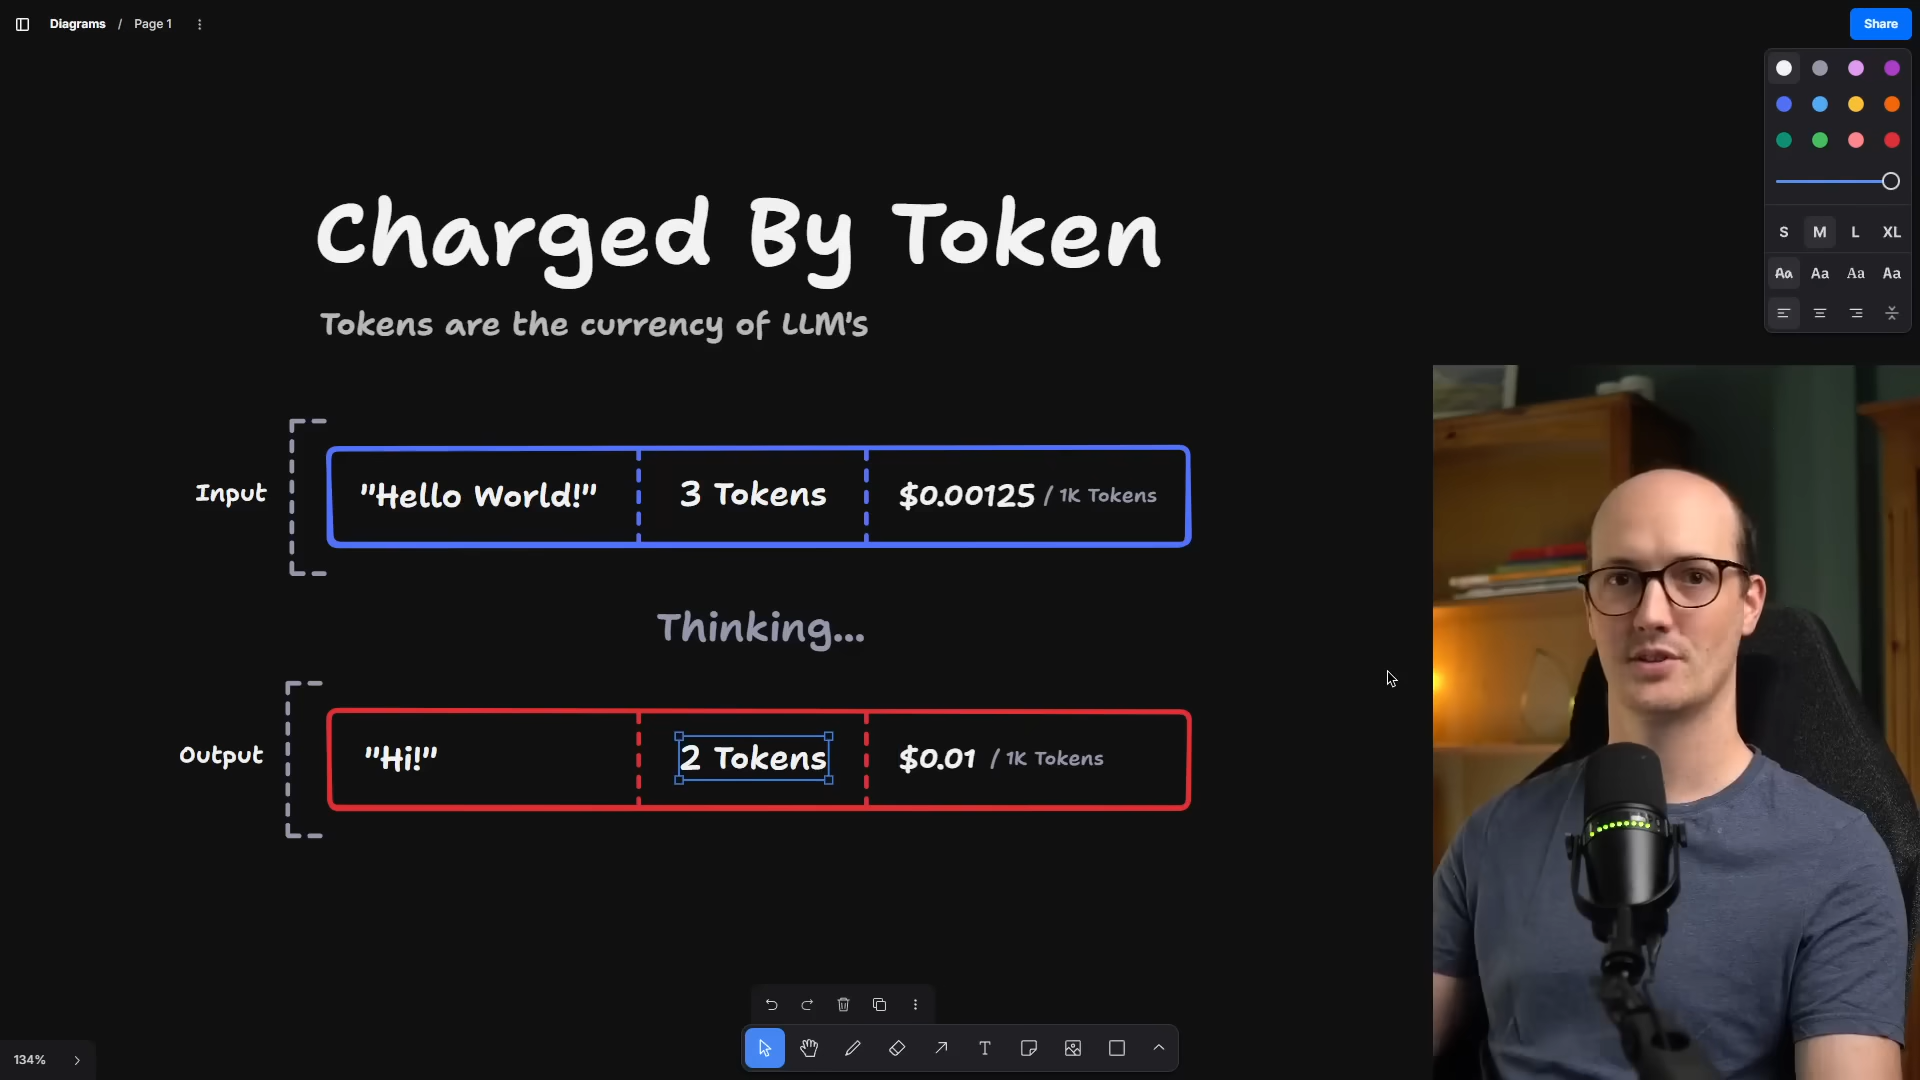 Diagrams / Page 1
Share
S M L XL
Aa Aa Aa Aa
Charged By Token
Tokens are the currency of LLM's
Input
"Hello World!"
3 Tokens
$0.00125 / 1K Tokens
Thinking...
Output
"Hi!"
2 Tokens
$0.01 / 1K Tokens
T
134%